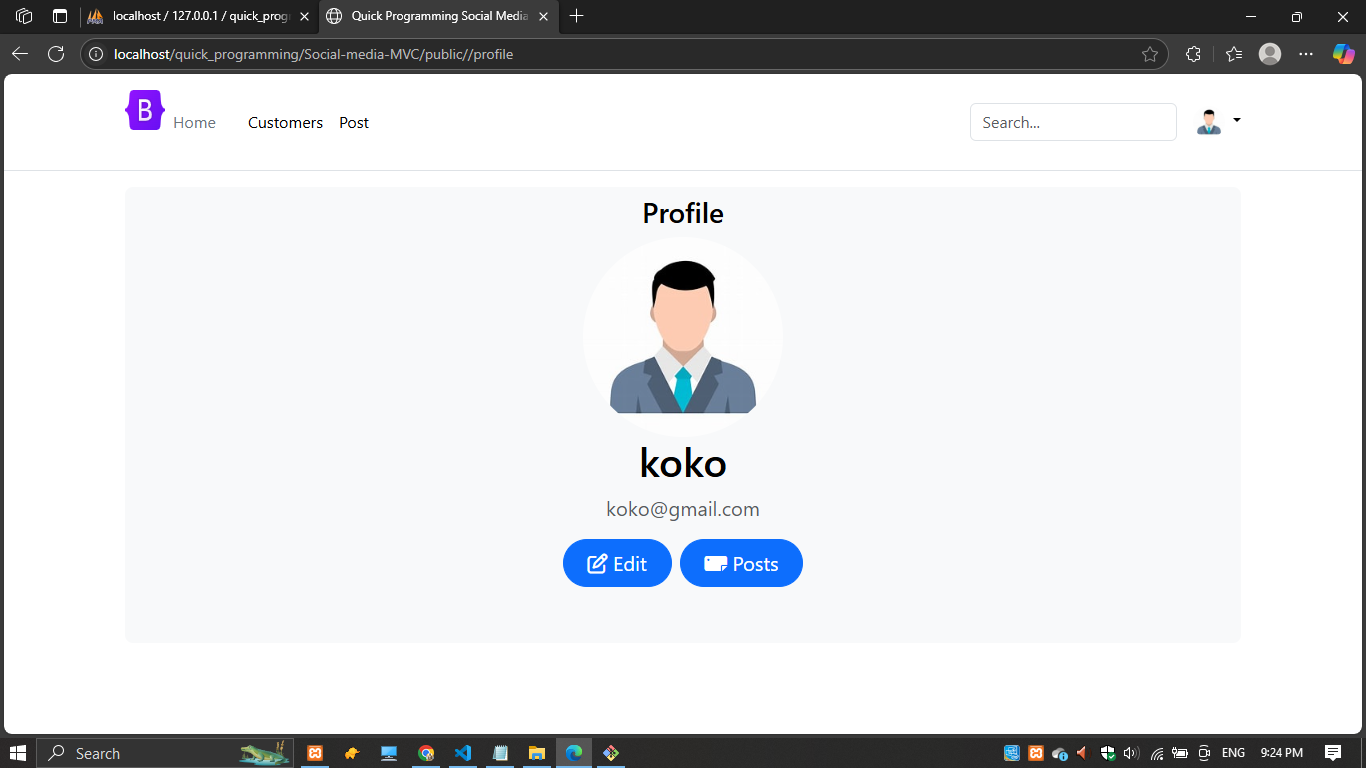 localhost / 127.0.0.1 / quick_progr
Quick Programming Social Media
localhost/quick_programming/Social-media-MVC/public//profile
B
Home
Customers
Post
Search...
Profile
koko
koko@gmail.com
Edit
Posts
Search
ENG
9:24 PM